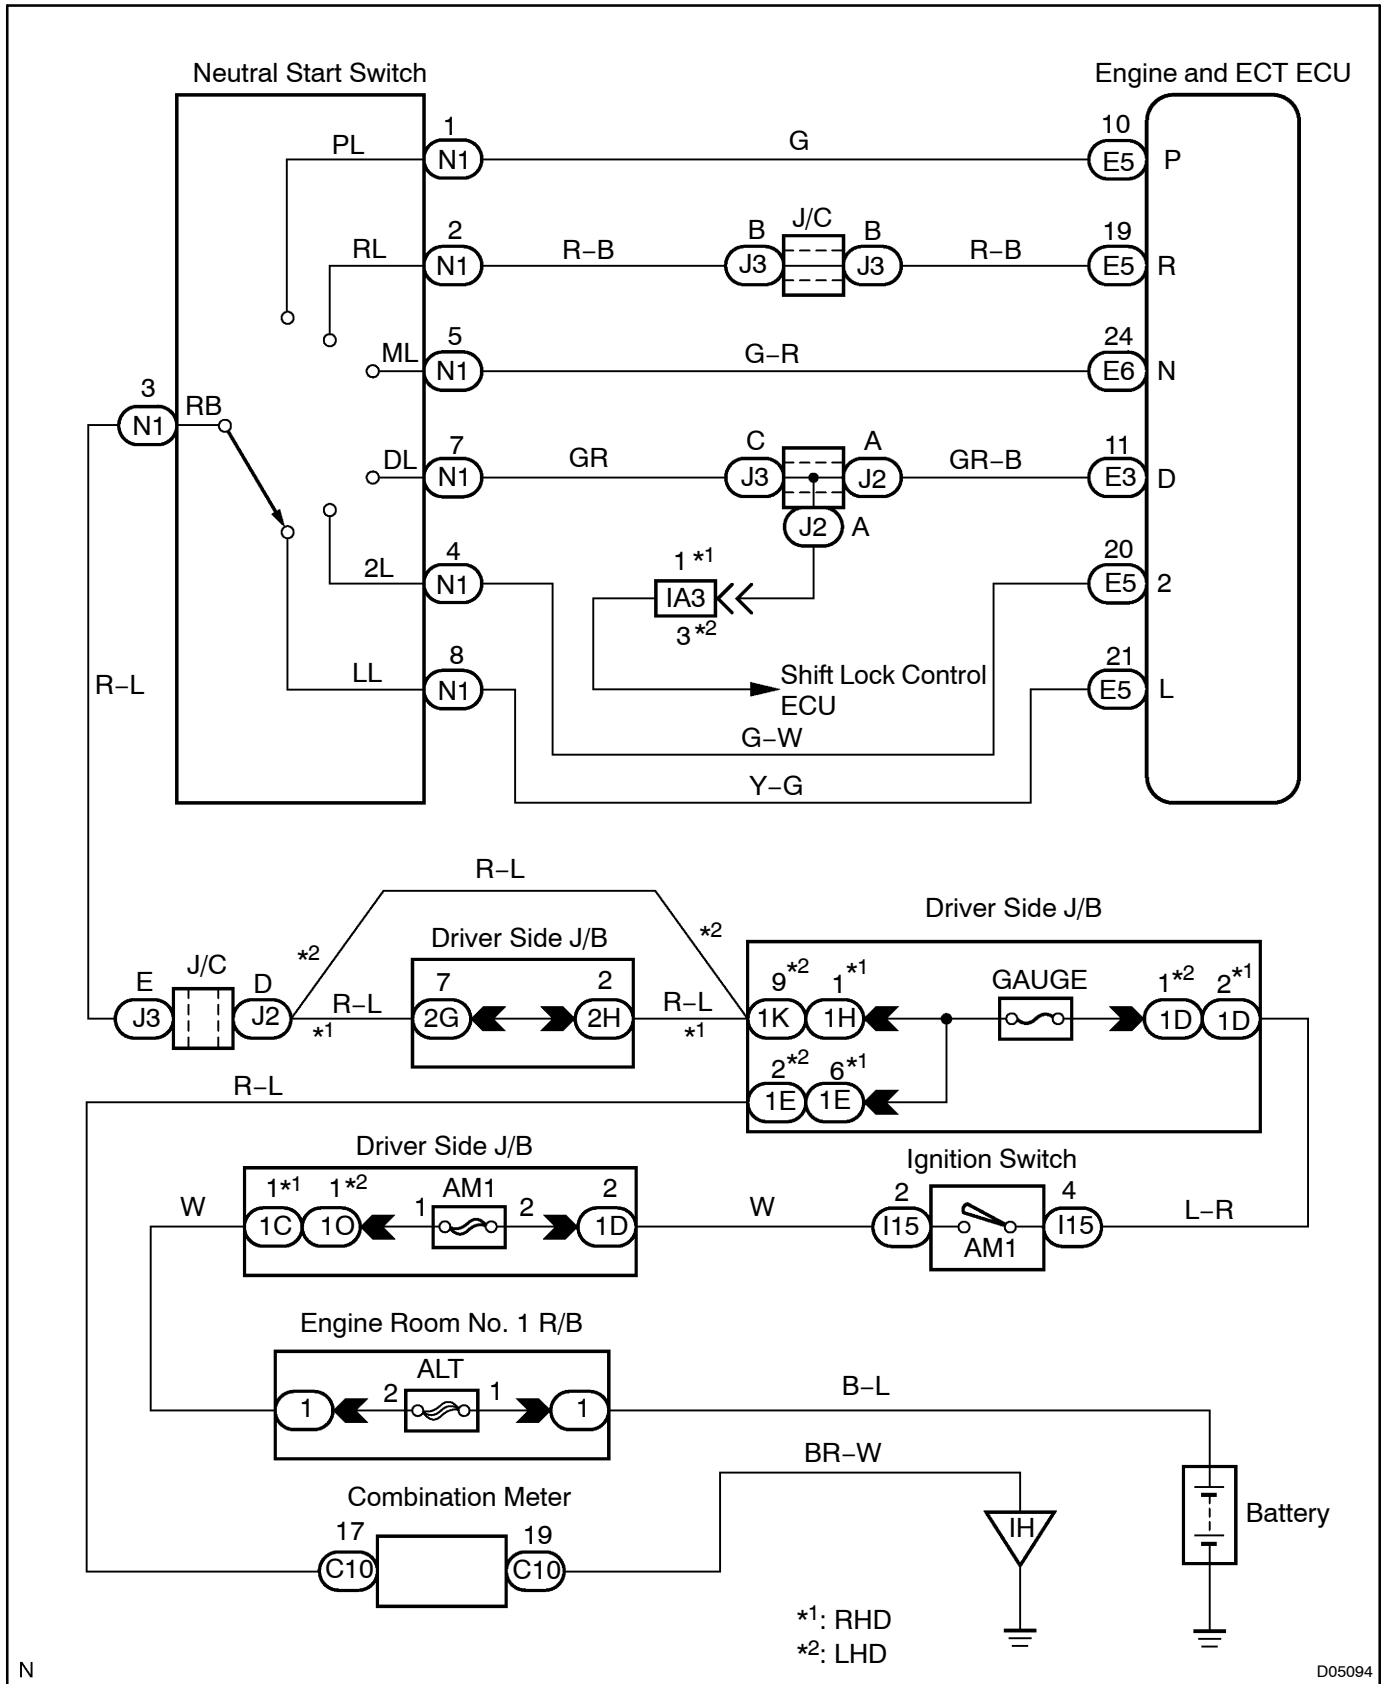 Neutral Start Switch
Engine and ECT ECU
1
10
PL
N1
G
E5
P
2
B
J/C
B
19
RL
N1
R–B
J3
J3
R–B
E5
R
5
24
ML
N1
G–R
E6
N
3
N1
RB
7
C
A
11
DL
N1
GR
J3
J2
GR–B
E3
D
J2
A
4
20
2L
N1
1*1
IA3
3*2
E5
2
8
21
LL
N1
E5
L
R–L
Shift Lock Control
ECU
G–W
Y–G
R–L
*2
*2
Driver Side J/B
Driver Side J/B
E
J/C
D
7
2
9*2
1*1
GAUGE
1*2
2*1
J3
J2
R–L
*1
2G
2H
R–L
*1
1K
1H
1D
1D
2*2
6*1
R–L
1E
1E
Driver Side J/B
Ignition Switch
1*1
1*2
AM1
2
2
4
W
1C
1O
1
2
1D
W
I15
AM1
I15
L–R
Engine Room No. 1 R/B
ALT
1
2
1
1
B–L
BR–W
Combination Meter
17
19
C10
C10
IH
Battery
*1: RHD
*2: LHD
N
D05094